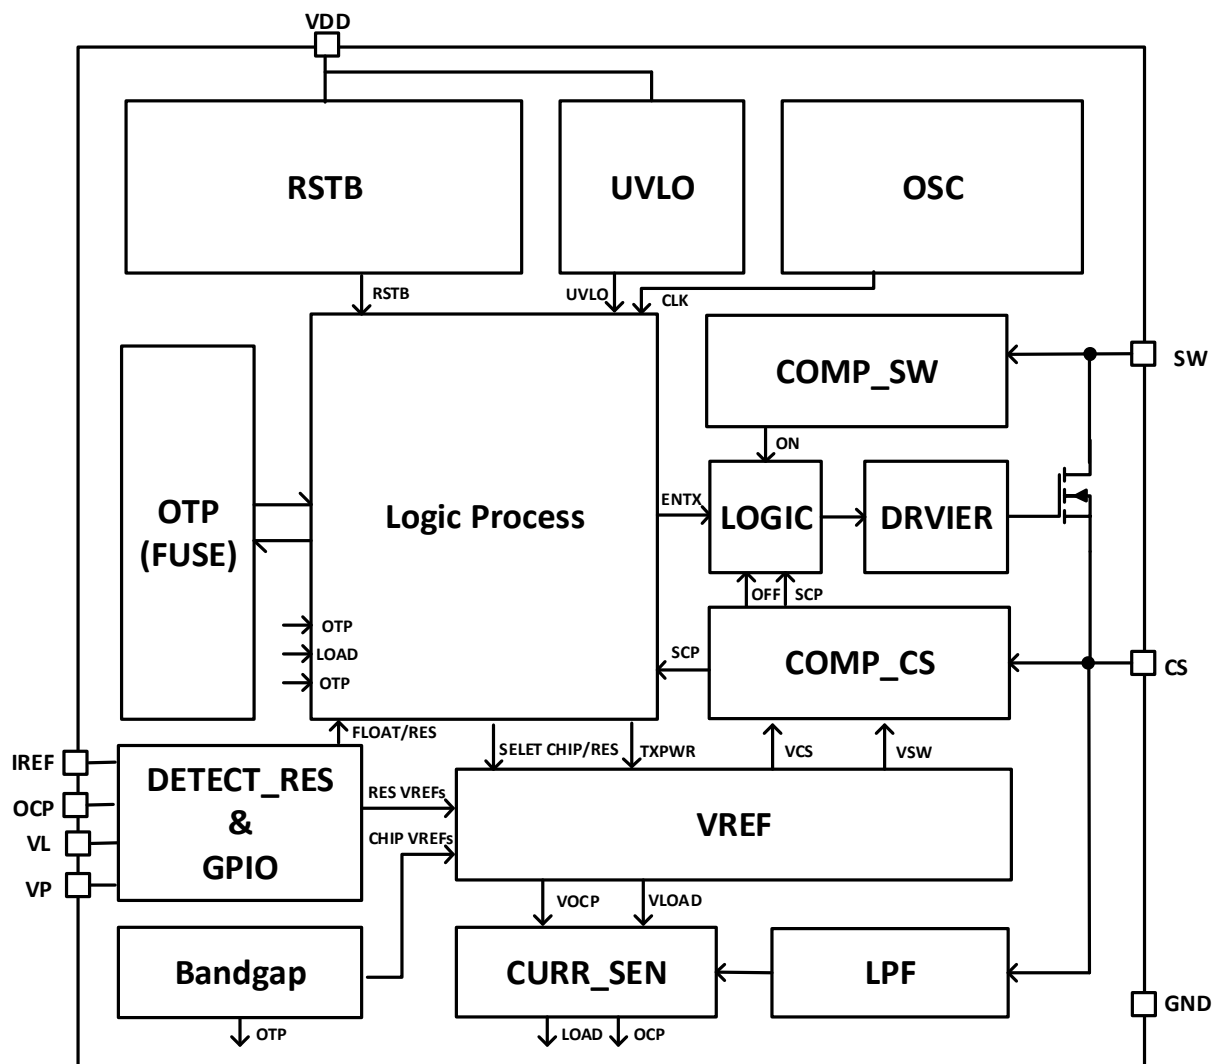 VDD
RSTB
UVLO
OSC
RSTB
UVLO
CLK
COMP_SW
SW
ON
OTP
(FUSE)
Logic Process
ENTX
LOGIC
DRVIER
OFF
SCP
OTP
LOAD
OTP
SCP
COMP_CS
CS
FLOAT/RES
SELET CHIP/RES
TXPWR
VCS
VSW
IREF
OCP
VL
VP
DETECT_RES
&
GPIO
RES VREFs
CHIP VREFs
VREF
VOCP
VLOAD
Bandgap
CURR_SEN
LPF
GND
OTP
LOAD
OCP